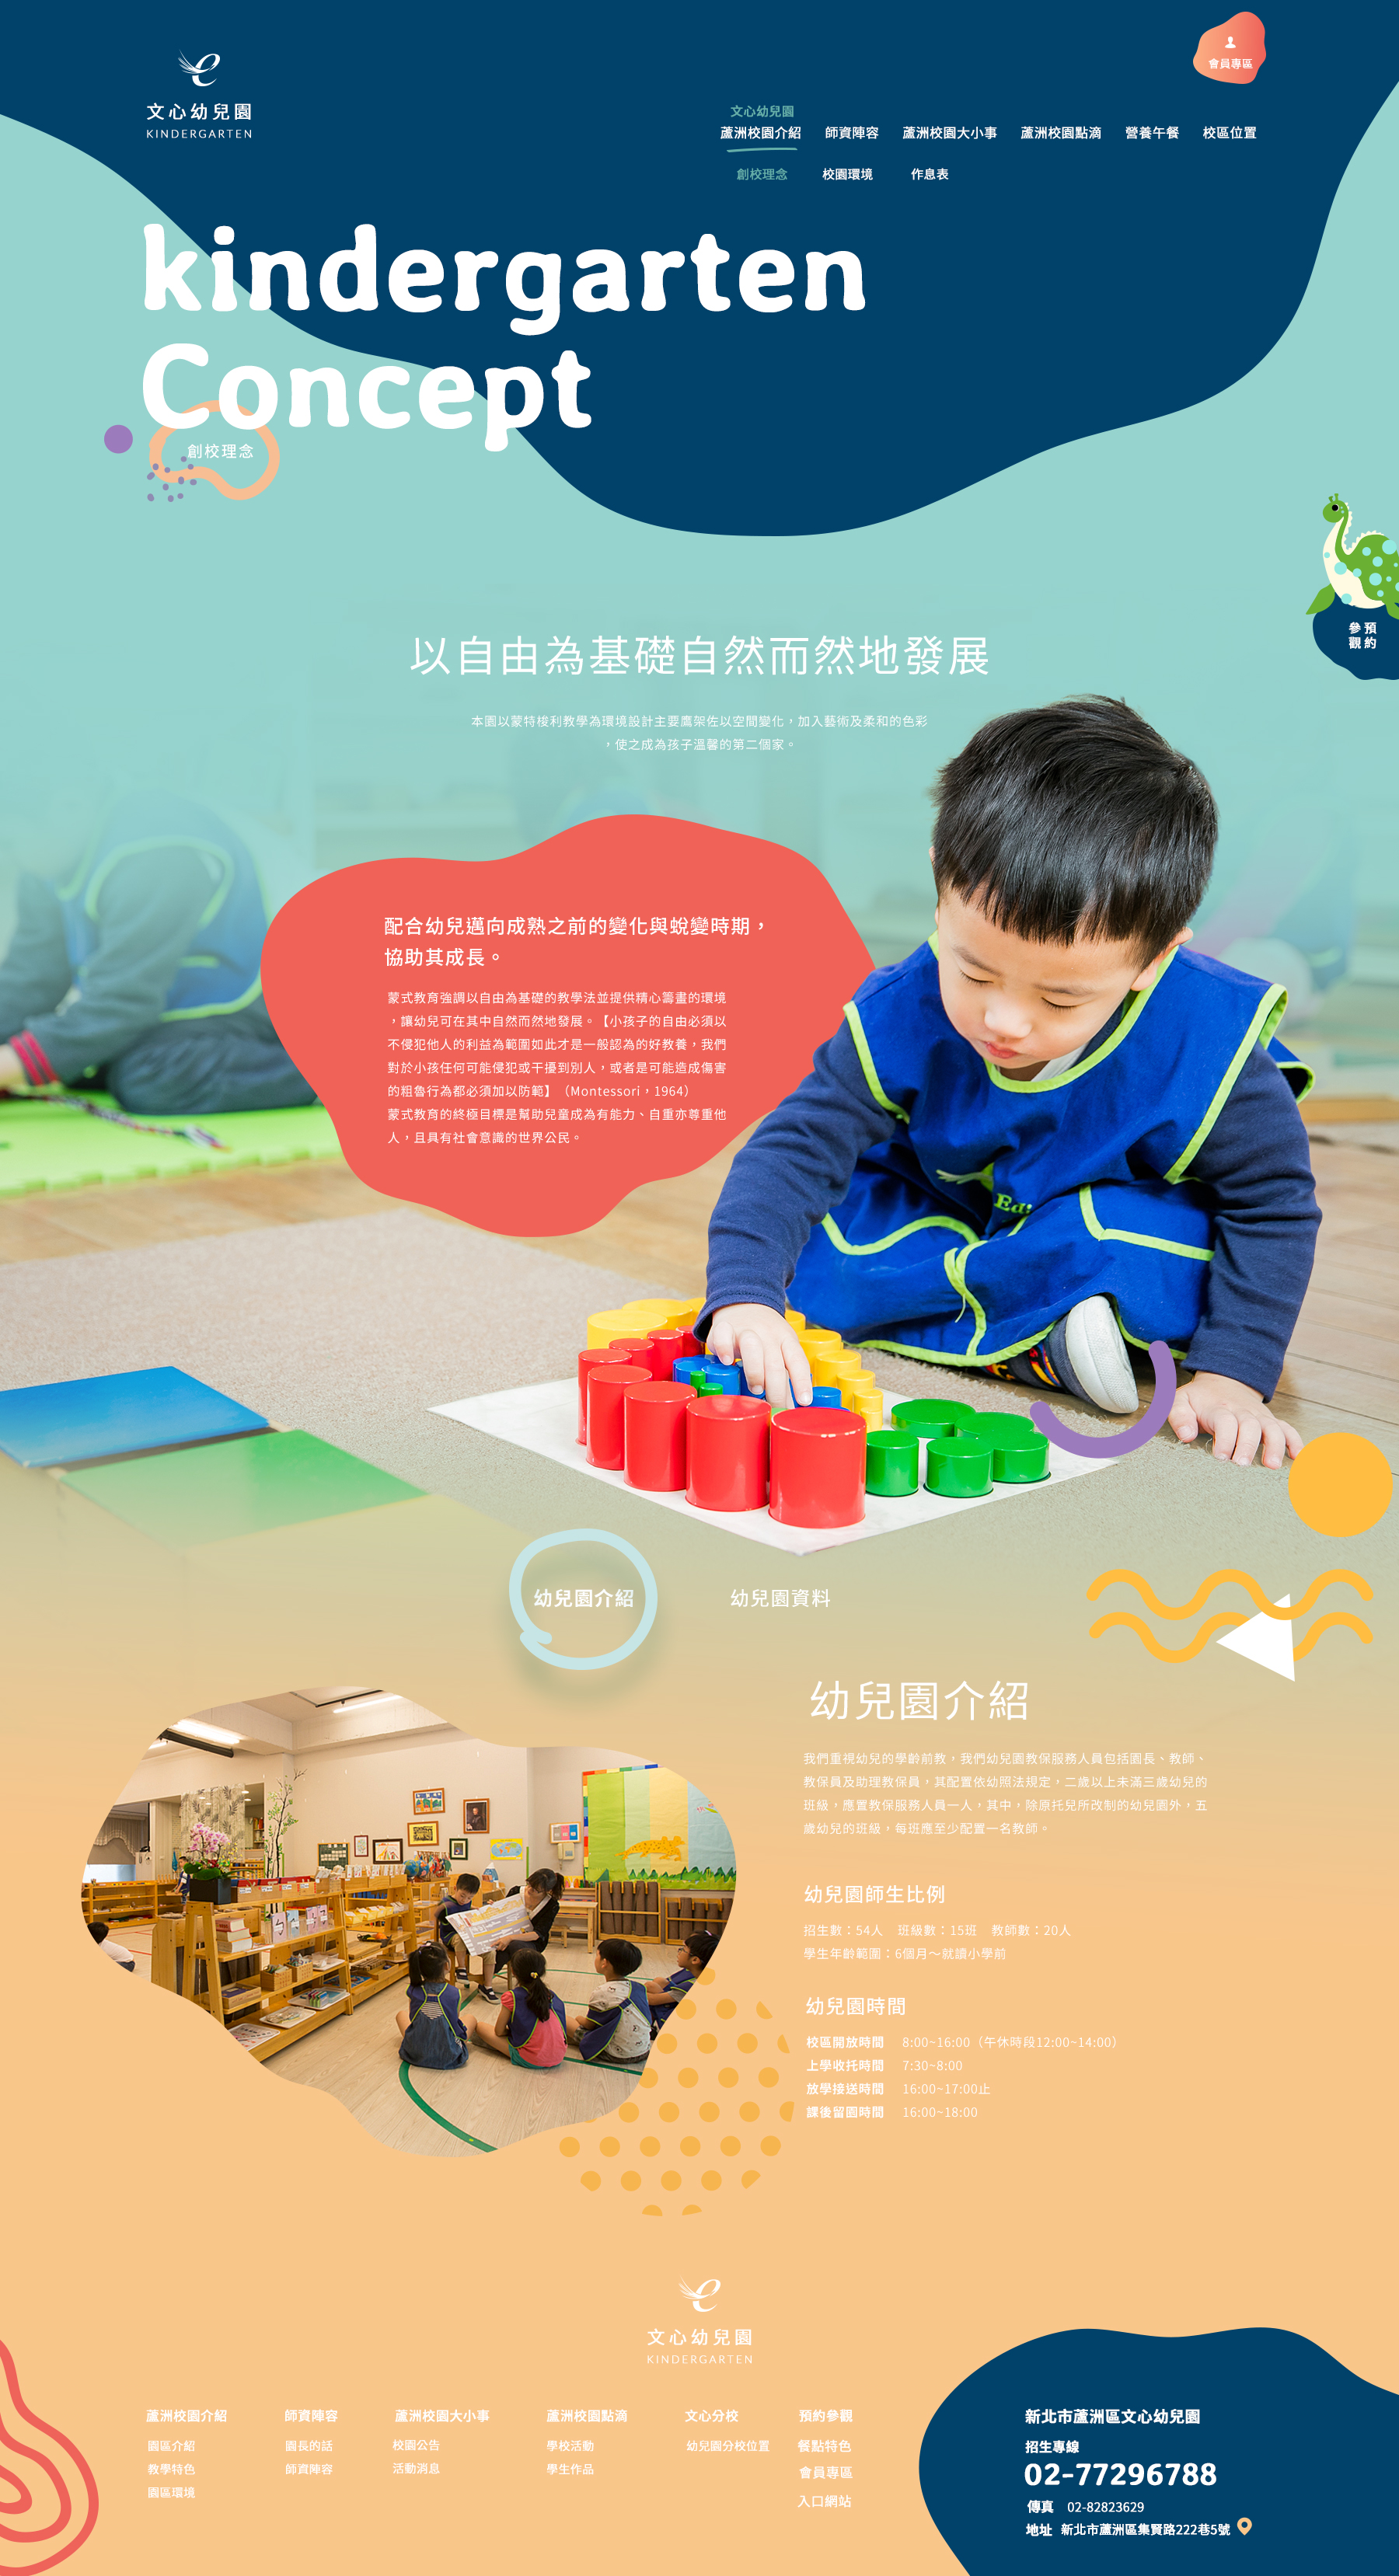 會員專區
文心幼兒園
KINDERGARTEN
文心幼兒園
蘆洲校園介紹 師資陣容 蘆洲校園大小事 蘆洲校園點滴 營養午餐 校區位置
創校理念 校園環境 作息表
kindergarten
Concept
創校理念
預約
參觀
以自由為基礎自然而然地發展
本園以蒙特梭利教學為環境設計主要鷹架佐以空間變化，加入藝術及柔和的色彩
，使之成為孩子溫馨的第二個家。
配合幼兒邁向成熟之前的變化與蛻變時期，
協助其成長。
蒙式教育強調以自由為基礎的教學法並提供精心籌畫的環境
，讓幼兒可在其中自然而然地發展。【小孩子的自由必須以
不侵犯他人的利益為範圍如此才是一般認為的好教養，我們
對於小孩任何可能侵犯或干擾到別人，或者是可能造成傷害
的粗魯行為都必須加以防範】（Montessori，1964）
蒙式教育的終極目標是幫助兒童成為有能力、自重亦尊重他
人，且具有社會意識的世界公民。
幼兒園介紹 幼兒園資料
幼兒園介紹
我們重視幼兒的學齡前教，我們幼兒園教保服務人員包括園長、教師、
教保員及助理教保員，其配置依幼照法規定，二歲以上未滿三歲幼兒的
班級，應置教保服務人員一人，其中，除原托兒所改制的幼兒園外，五
歲幼兒的班級，每班應至少配置一名教師。
幼兒園師生比例
招生數：54人 班級數：15班 教師數：20人
學生年齡範圍：6個月～就讀小學前
幼兒園時間
校區開放時間 8:00~16:00（午休時段12:00~14:00）
上學收托時間 7:30~8:00
放學接送時間 16:00~17:00止
課後留園時間 16:00~18:00
文心幼兒園
KINDERGARTEN
蘆洲校園介紹 師資陣容 蘆洲校園大小事 蘆洲校園點滴 文心分校 預約參觀
園區介紹 園長的話 校園公告 學校活動 幼兒園分校位置 餐點特色
教學特色 師資陣容 活動消息 學生作品 會員專區
園區環境 入口網站
新北市蘆洲區文心幼兒園
招生專線
02-77296788
傳真 02-82823629
地址 新北市蘆洲區集賢路222巷5號